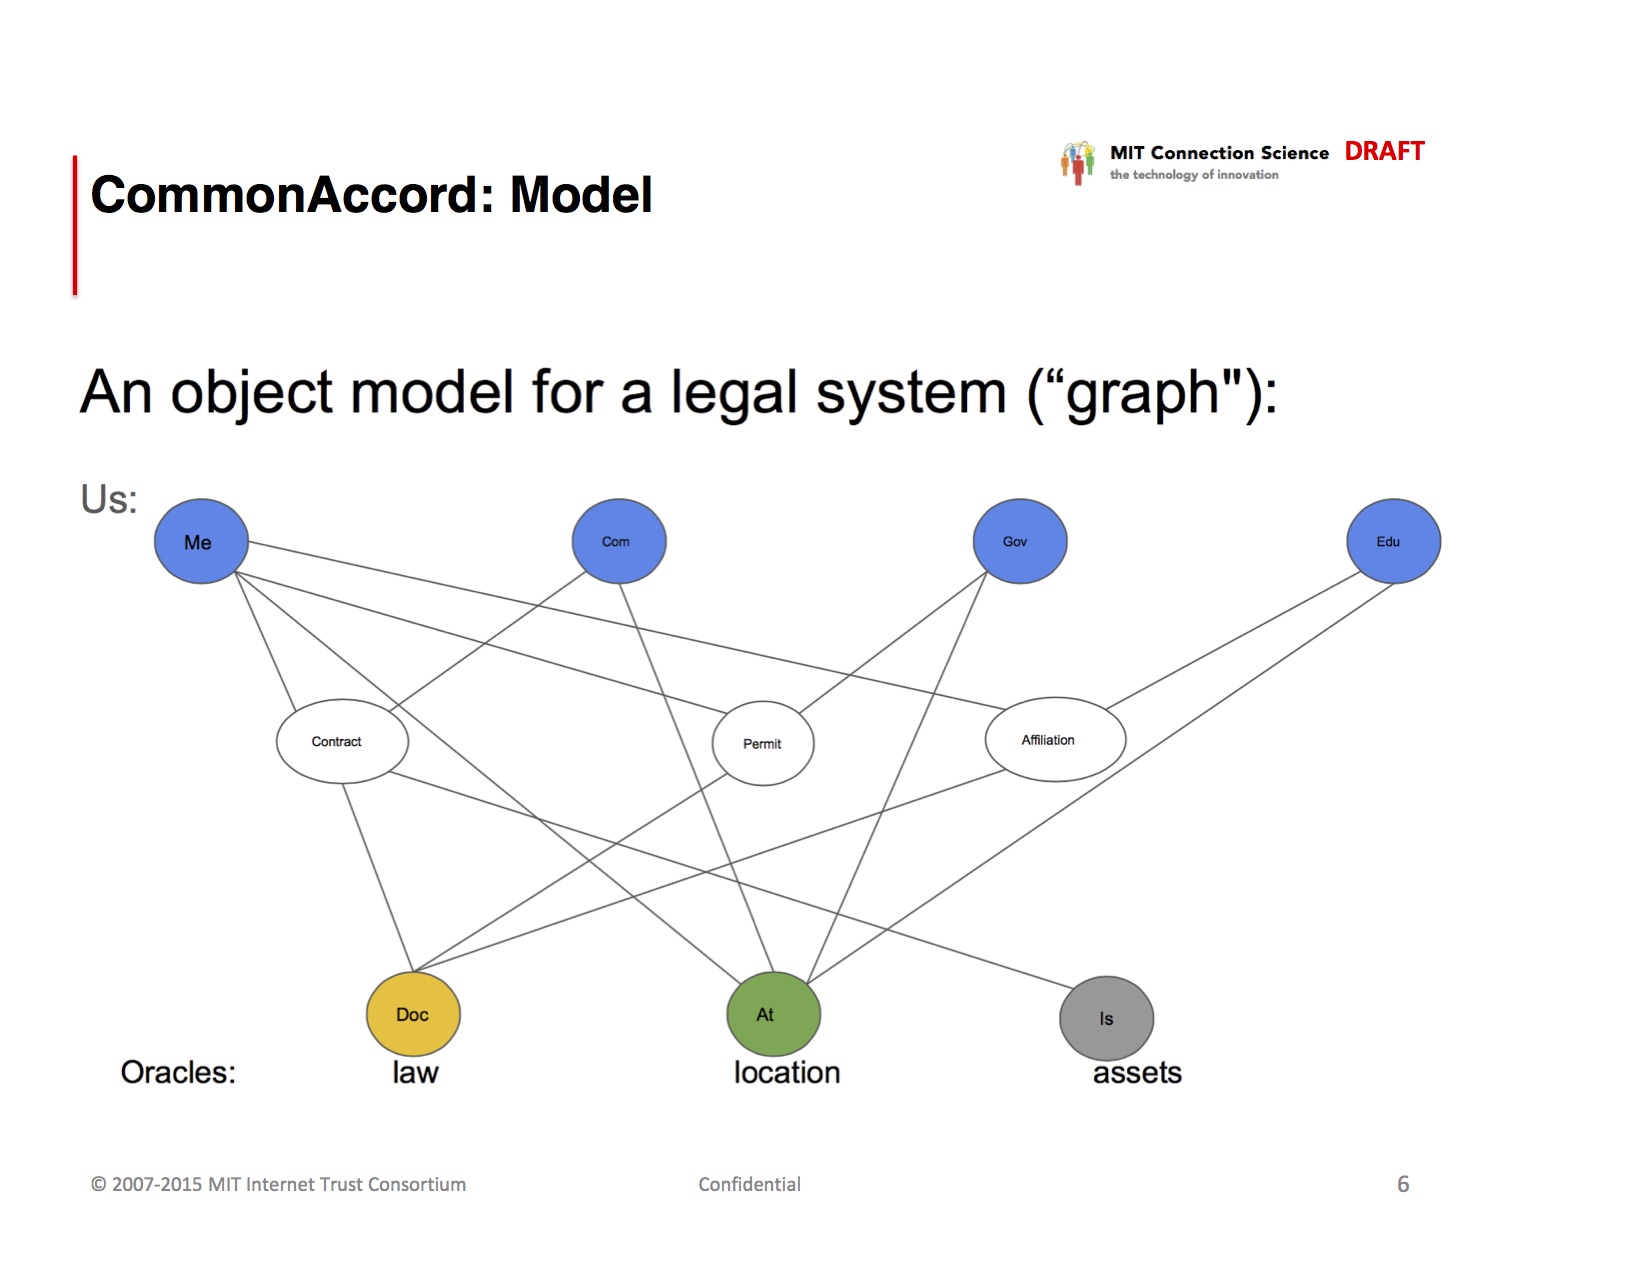 MIT Connection Science DRAFT
the technology of innovation
CommonAccord: Model
An object model for a legal system (“graph"):
Us:
Me
Com
Gov
Edu
Contract
Permit
Affiliation
Doc
At
Is
Oracles: law location assets
© 2007-2015 MIT Internet Trust Consortium Confidential 6